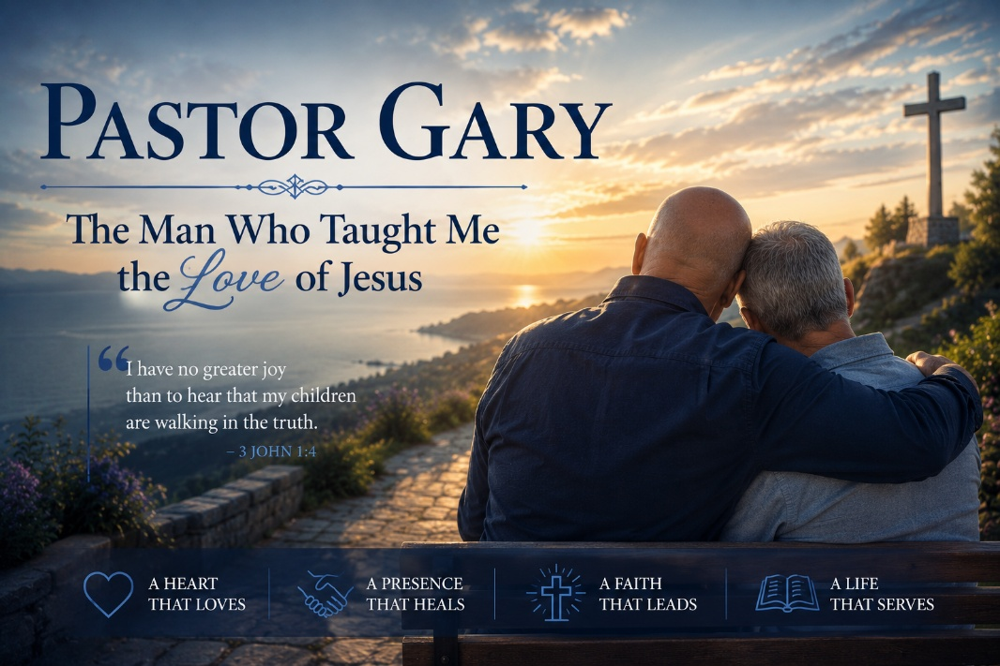 PASTOR GARY
The Man Who Taught Me
the Love of Jesus
“I have no greater joy
than to hear that my children
are walking in the truth.
– 3 JOHN 1:4
A HEART
THAT LOVES
A PRESENCE
THAT HEALS
A FAITH
THAT LEADS
A LIFE
THAT SERVES